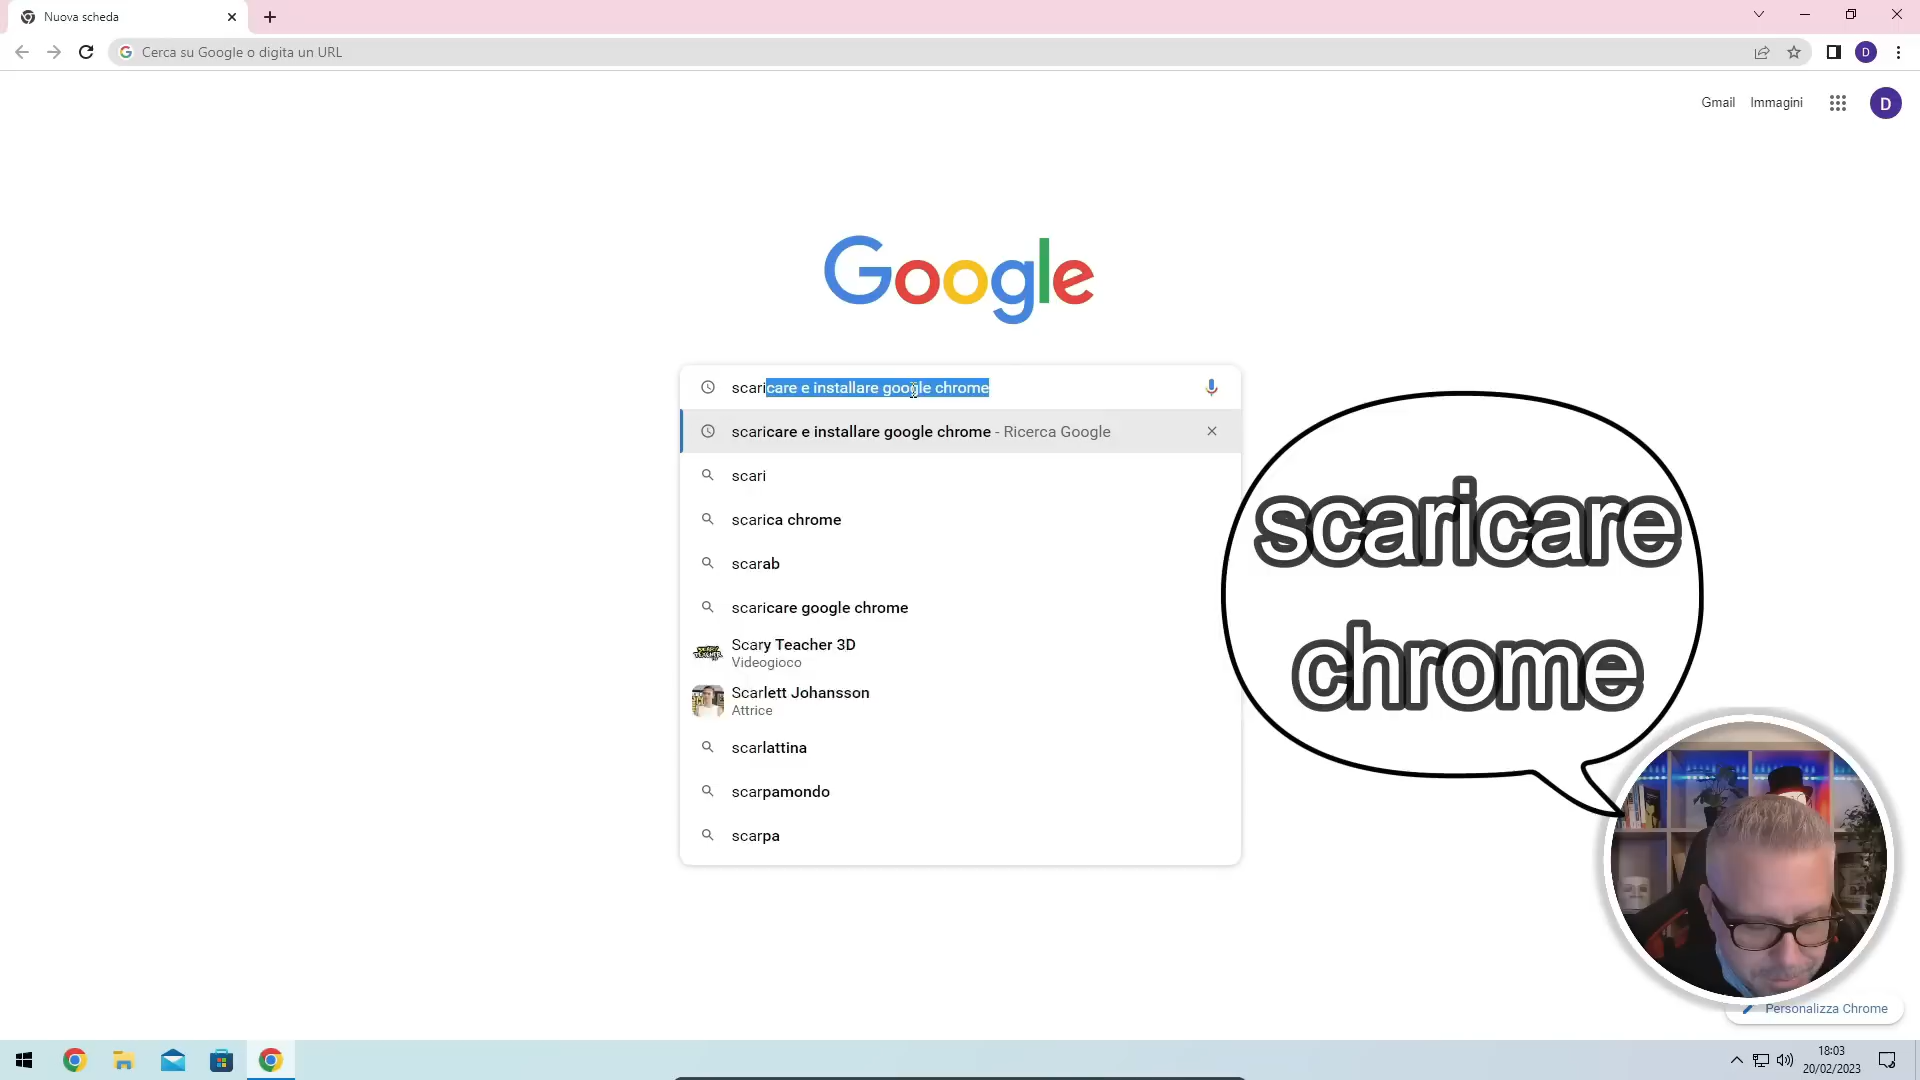 Nuova scheda
Cerca su Google o digita un URL
D
Gmail Immagini
D
Google
scaricare e installare google chrome
scaricare e installare google chrome - Ricerca Google
scari
scarica chrome
scarab
scaricare google chrome
Scary Teacher 3D
Videogioco
Scarlett Johansson
Attrice
scarlattina
scarpamondo
scarpa
scaricare
chrome
Personalizza Chrome
18:03
20/02/2023